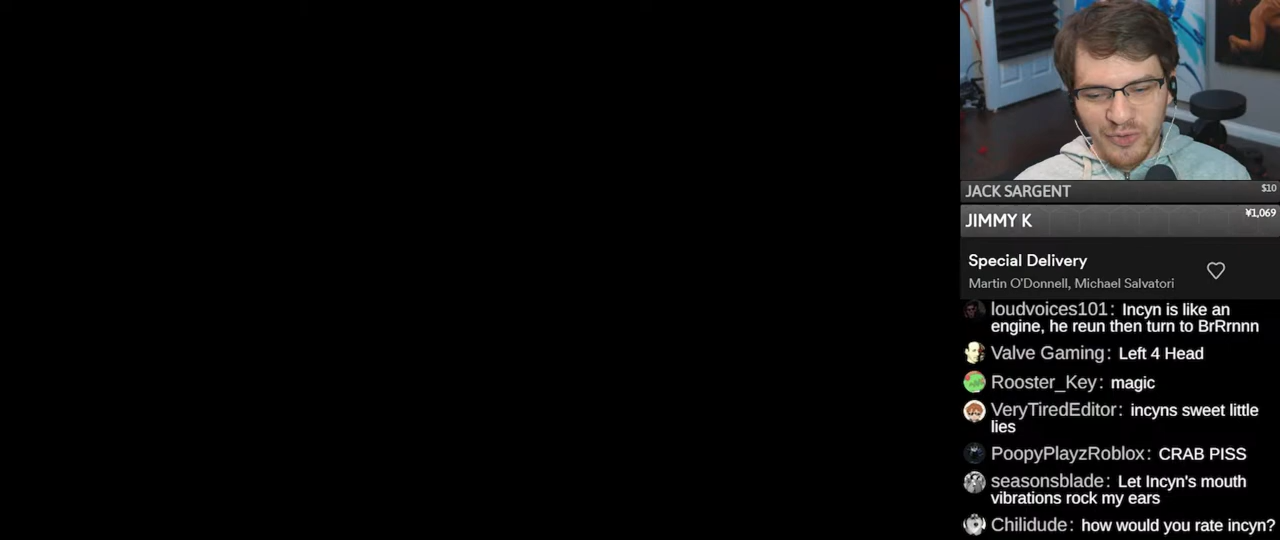 JACK SARGENT
$10
JIMMY K
¥1,069
Special Delivery
Martin O'Donnell, Michael Salvatori
loudvoices101: Incyn is like an
engine, he reun then turn to BrRrnnn
Valve Gaming: Left 4 Head
Rooster_Key: magic
VeryTiredEditor: incyns sweet little
lies
PoopyPlayzRoblox: CRAB PISS
seasonsblade: Let Incyn's mouth
vibrations rock my ears
Chilidude: how would you rate incyn?